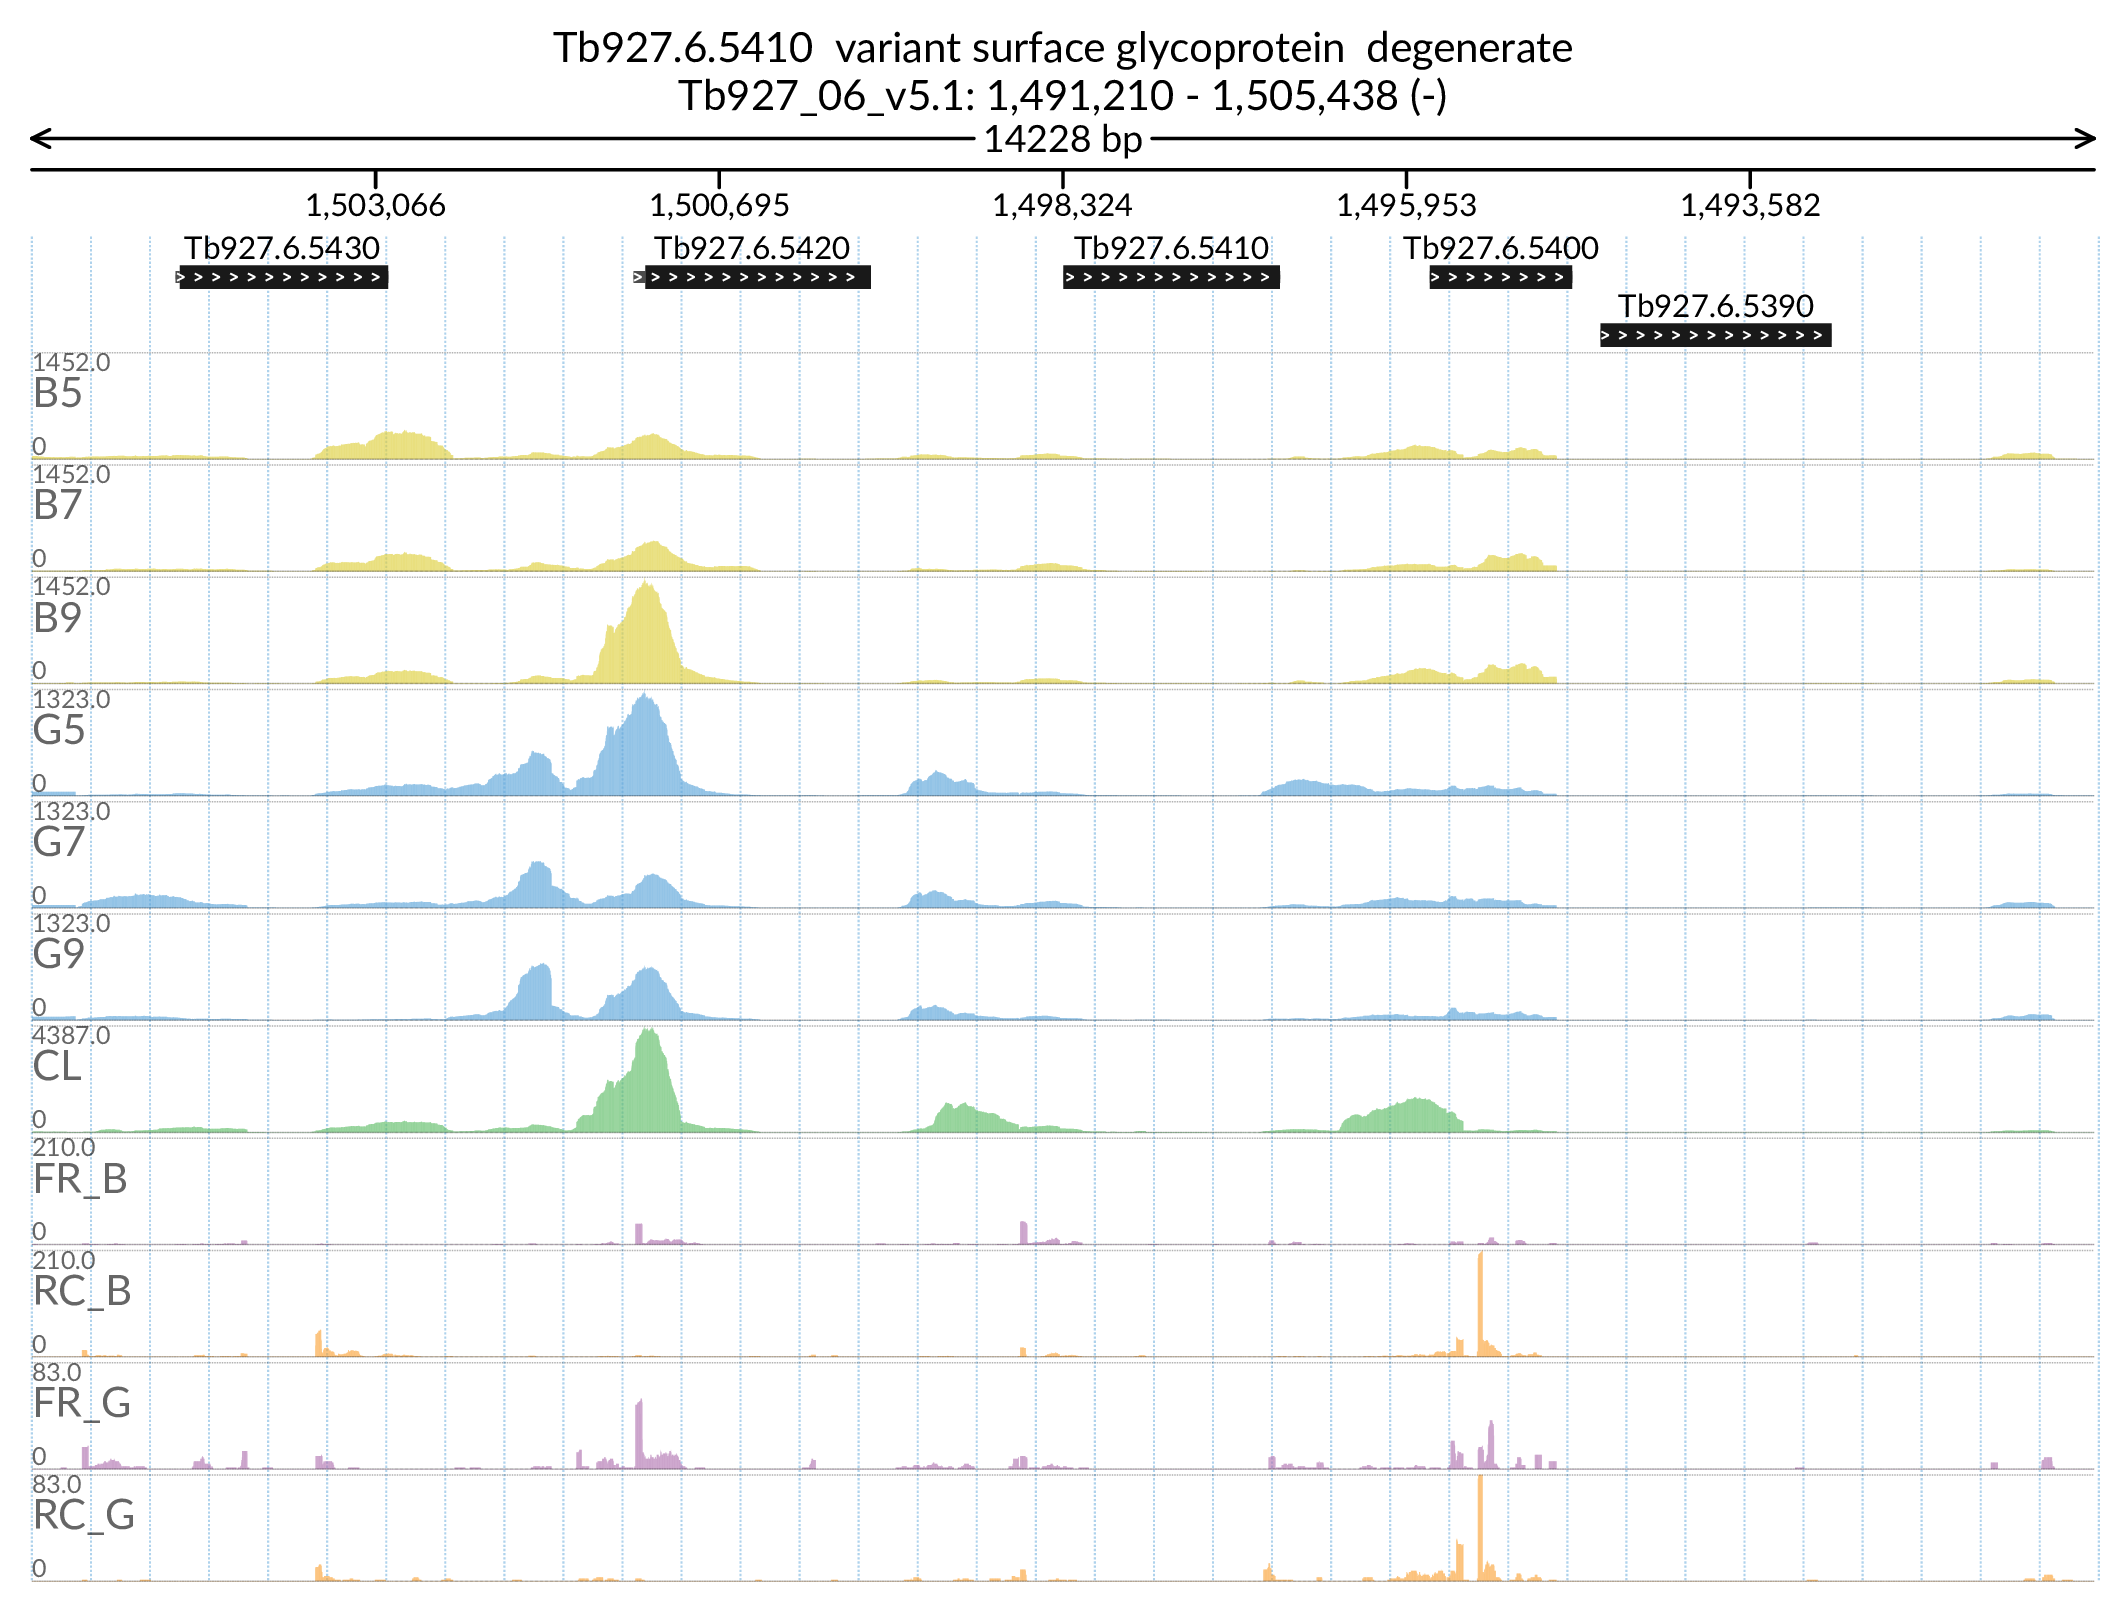 Tb927.6.5410 variant surface glycoprotein degenerate
Tb927_06_v5.1: 1,491,210 - 1,505,438 (-)
14228 bp
1,503,066 1,500,695 1,498,324 1,495,953 1,493,582
Tb927.6.5430 Tb927.6.5420 Tb927.6.5410 Tb927.6.5400
Tb927.6.5390
1452.0
B5
0
1452.0
B7
0
1452.0
B9
0
1323.0
G5
0
1323.0
G7
0
1323.0
G9
0
4387.0
CL
0
210.0
FR_B
0
210.0
RC_B
0
83.0
FR_G
0
83.0
RC_G
0